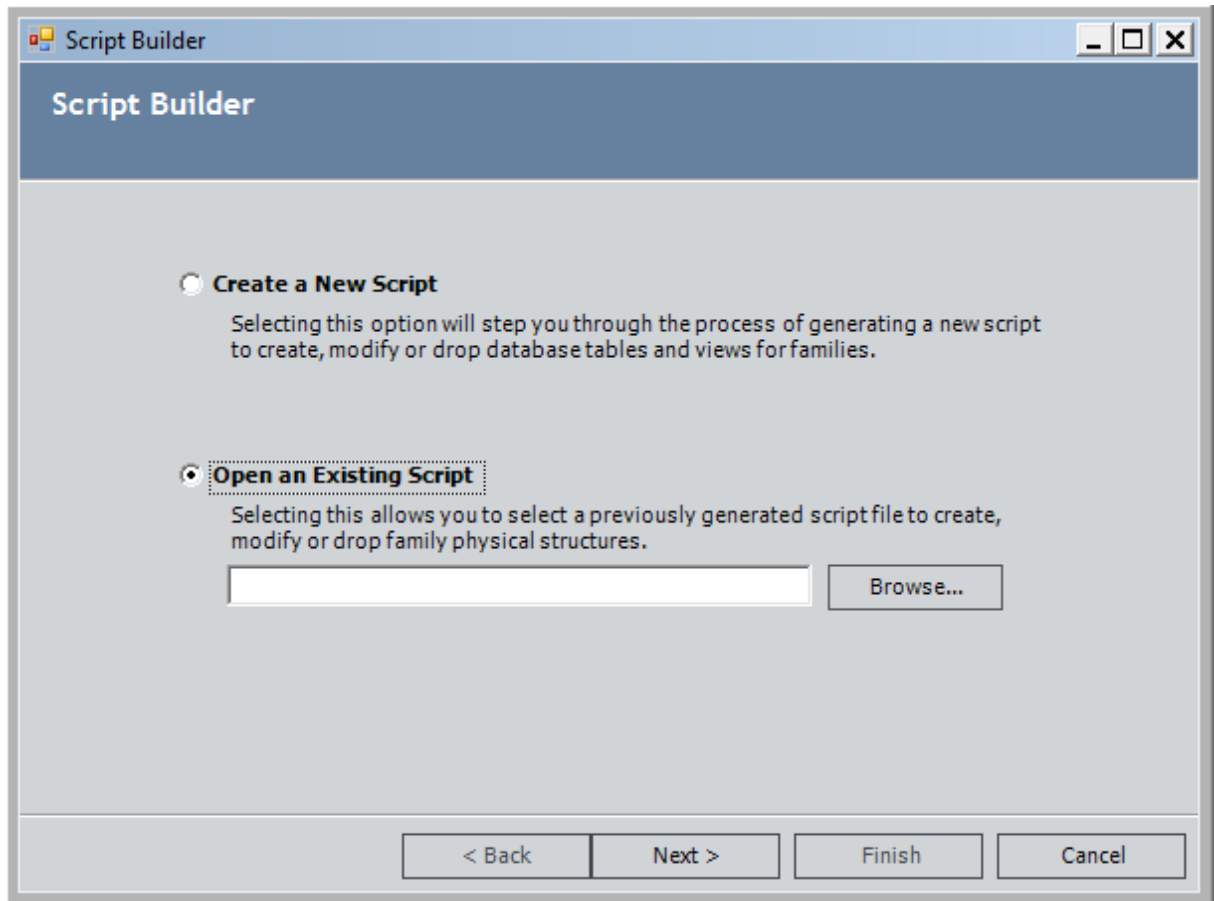 Script Builder
Script Builder
Create a New Script
Selecting this option will step you through the process of generating a new script
to create, modify or drop database tables and views for families.
Open an Existing Script
Selecting this allows you to select a previously generated script file to create,
modify or drop family physical structures.
Browse...
< Back
Next >
Finish
Cancel